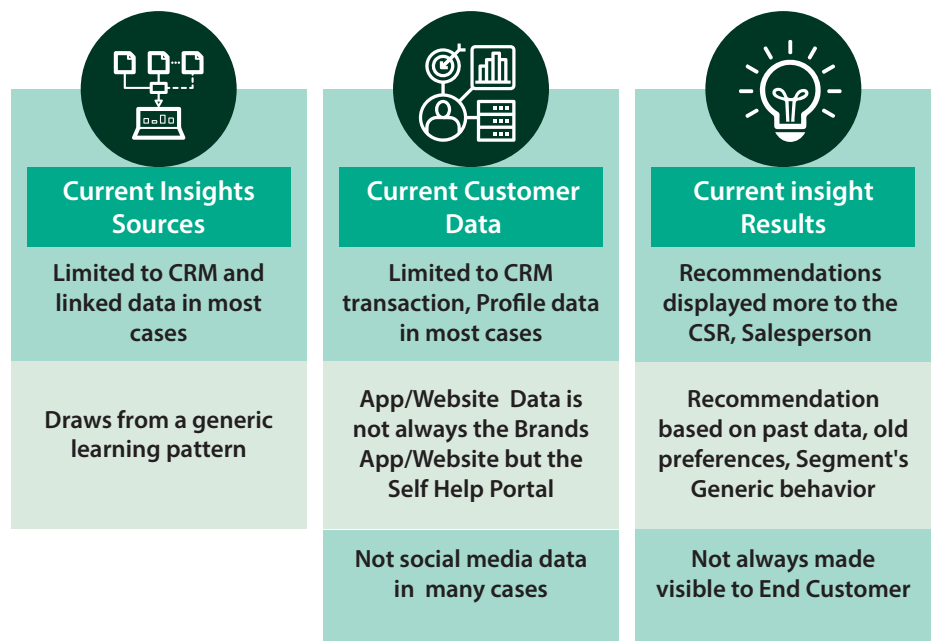 Current Insights
Sources
Limited to CRM and
linked data in most
cases
Draws from a generic
learning pattern
Current Customer
Data
Limited to CRM
transaction, Profile data
in most cases
App/Website Data is
not always the Brands
App/Website but the
Self Help Portal
Not social media data
in many cases
Current insight
Results
Recommendations
displayed more to the
CSR, Salesperson
Recommendation
based on past data, old
preferences, Segment's
Generic behavior
Not always made
visible to End Customer